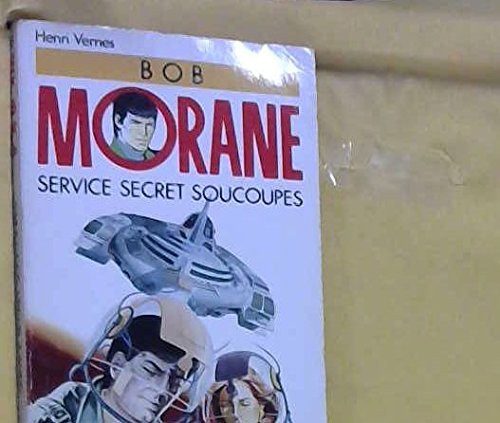 Henri Vernes
BOB
MORANE
SERVICE SECRET SOUCOUPES